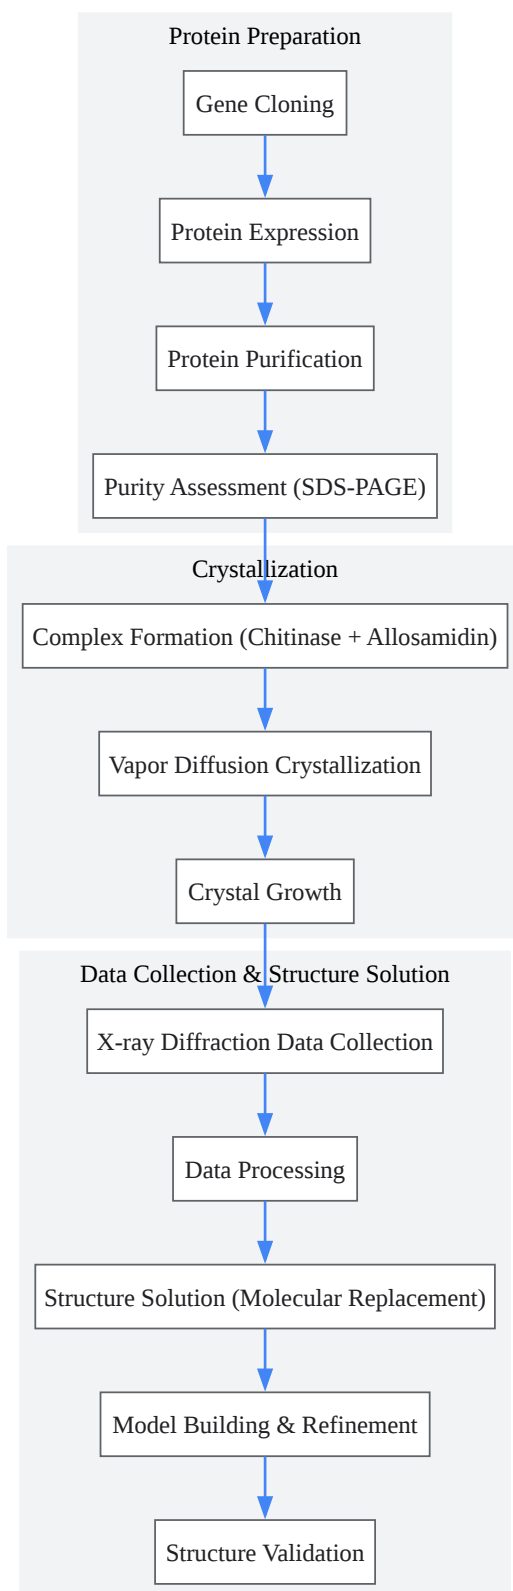 Protein Preparation
Gene Cloning
Protein Expression
Protein Purification
Purity Assessment (SDS-PAGE)
Crystallization
Complex Formation (Chitinase + Allosamidin)
Vapor Diffusion Crystallization
Crystal Growth
Data Collection & Structure Solution
X-ray Diffraction Data Collection
Data Processing
Structure Solution (Molecular Replacement)
Model Building & Refinement
Structure Validation